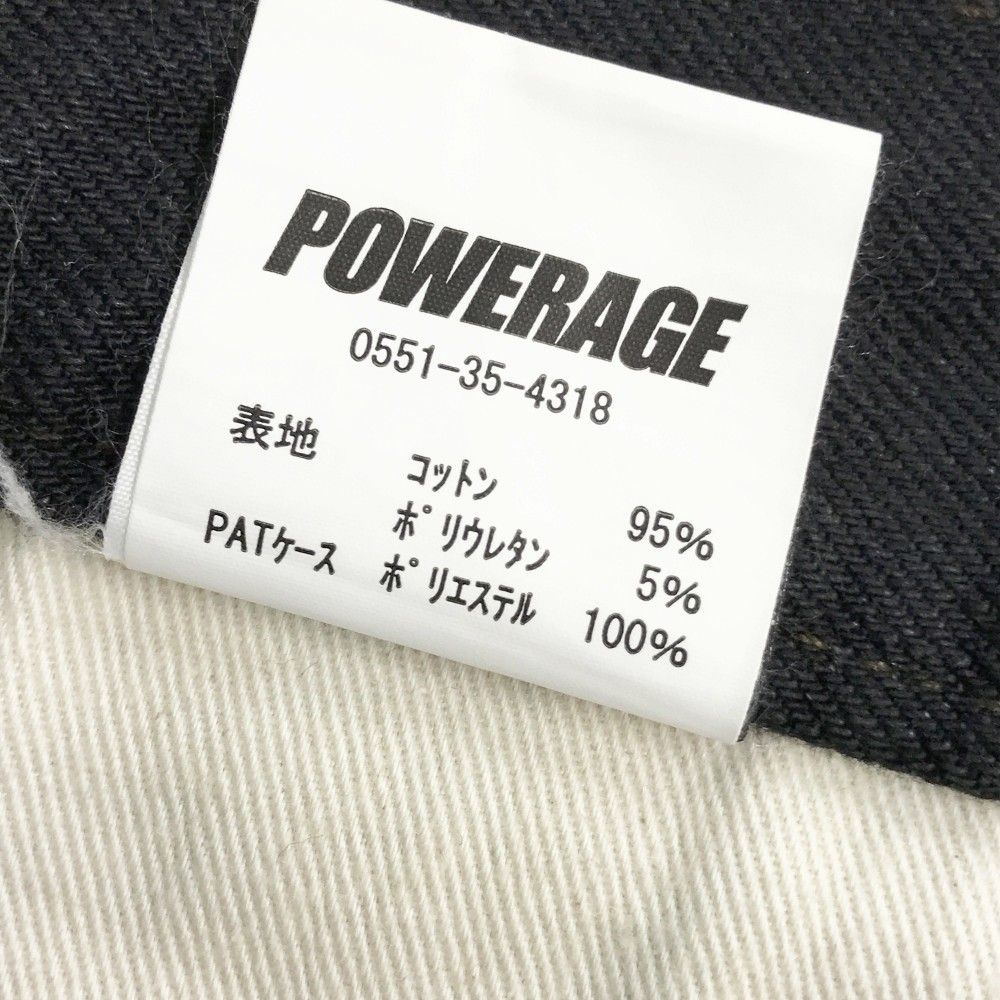 POWERAGE
0551-35-4318
表地 コットン 95%
ポリウレタン 5%
PATケース ポリエステル 100%